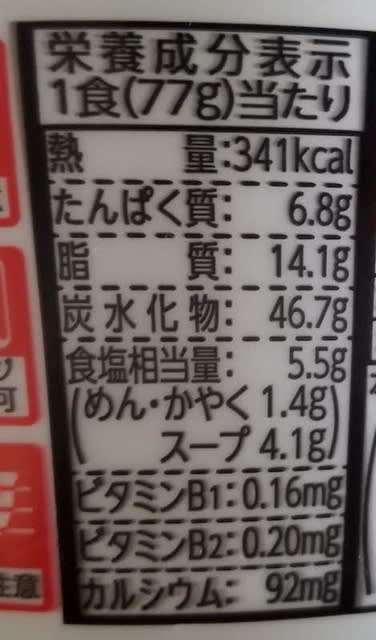 栄養成分表示
1食(77g)当たり
熱量:341kcal
たんぱく質:6.8g
脂質:14.1g
炭水化物:46.7g
食塩相当量:5.5g
(めん・かやく 1.4g
スープ 4.1g)
ビタミンB1:0.16mg
ビタミンB2:0.20mg
カルシウム:92mg
可
注意